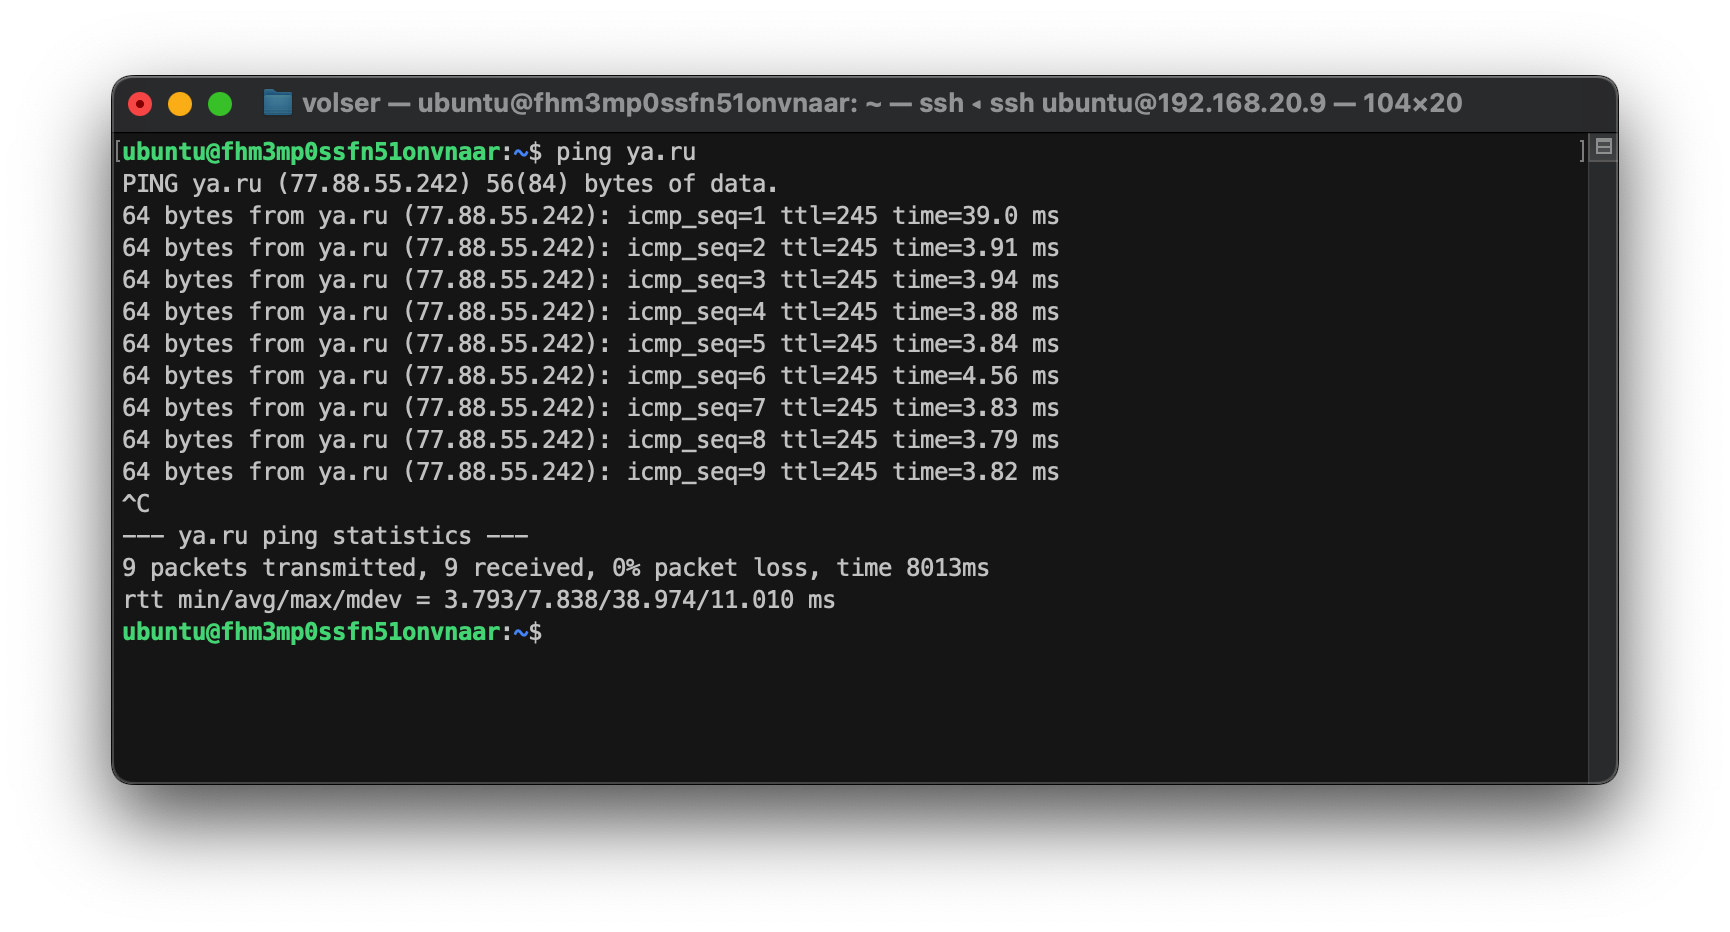 volser — ubuntu@fhm3mp0ssfn51onvnaar: ~ — ssh ◂ ssh ubuntu@192.168.20.9 — 104×20
[ubuntu@fhm3mp0ssfn51onvnaar:~$ ping ya.ru ]
PING ya.ru (77.88.55.242) 56(84) bytes of data.
64 bytes from ya.ru (77.88.55.242): icmp_seq=1 ttl=245 time=39.0 ms
64 bytes from ya.ru (77.88.55.242): icmp_seq=2 ttl=245 time=3.91 ms
64 bytes from ya.ru (77.88.55.242): icmp_seq=3 ttl=245 time=3.94 ms
64 bytes from ya.ru (77.88.55.242): icmp_seq=4 ttl=245 time=3.88 ms
64 bytes from ya.ru (77.88.55.242): icmp_seq=5 ttl=245 time=3.84 ms
64 bytes from ya.ru (77.88.55.242): icmp_seq=6 ttl=245 time=4.56 ms
64 bytes from ya.ru (77.88.55.242): icmp_seq=7 ttl=245 time=3.83 ms
64 bytes from ya.ru (77.88.55.242): icmp_seq=8 ttl=245 time=3.79 ms
64 bytes from ya.ru (77.88.55.242): icmp_seq=9 ttl=245 time=3.82 ms
^C
--- ya.ru ping statistics ---
9 packets transmitted, 9 received, 0% packet loss, time 8013ms
rtt min/avg/max/mdev = 3.793/7.838/38.974/11.010 ms
ubuntu@fhm3mp0ssfn51onvnaar:~$